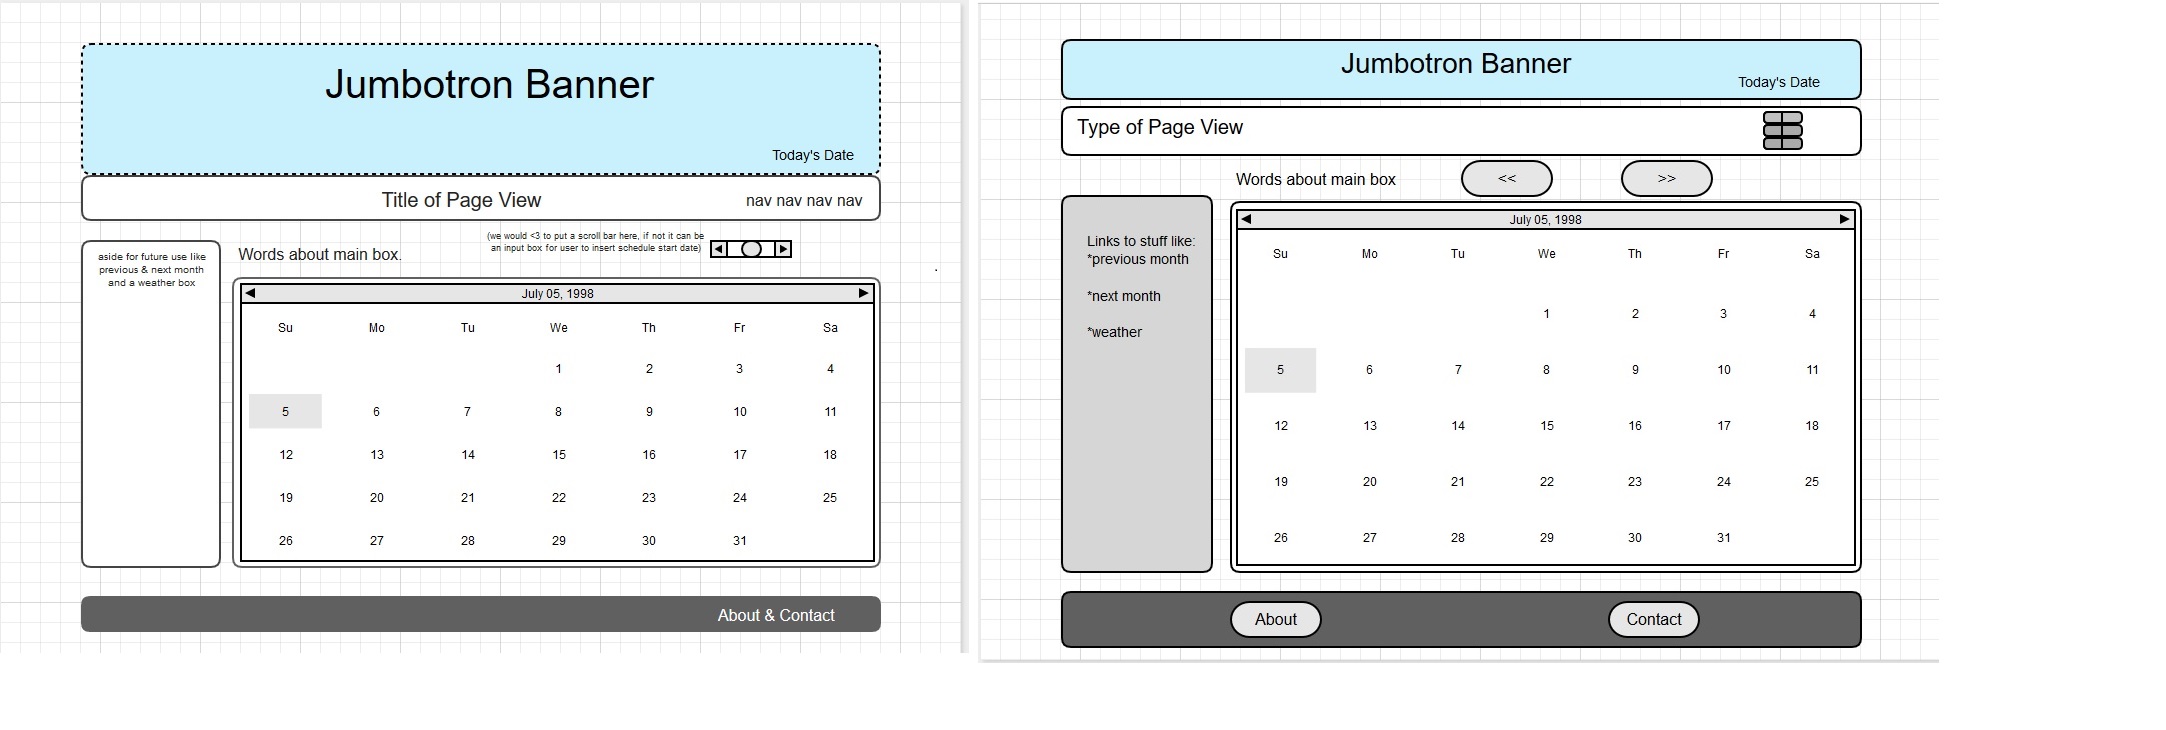 Jumbotron Banner
Today's Date
Title of Page View
nav nav nav nav
aside for future use like
previous & next month
and a weather box
Words about main box.
(we would <3 to put a scroll bar here, if not it can be
an input box for user to insert schedule start date)
July 05, 1998
Su Mo Tu We Th Fr Sa
1 2 3 4
5 6 7 8 9 10 11
12 13 14 15 16 17 18
19 20 21 22 23 24 25
26 27 28 29 30 31
About & Contact
Jumbotron Banner
Today's Date
Type of Page View
Words about main box
<< >>
Links to stuff like:
*previous month
*next month
*weather
July 05, 1998
Su Mo Tu We Th Fr Sa
1 2 3 4
5 6 7 8 9 10 11
12 13 14 15 16 17 18
19 20 21 22 23 24 25
26 27 28 29 30 31
About
Contact